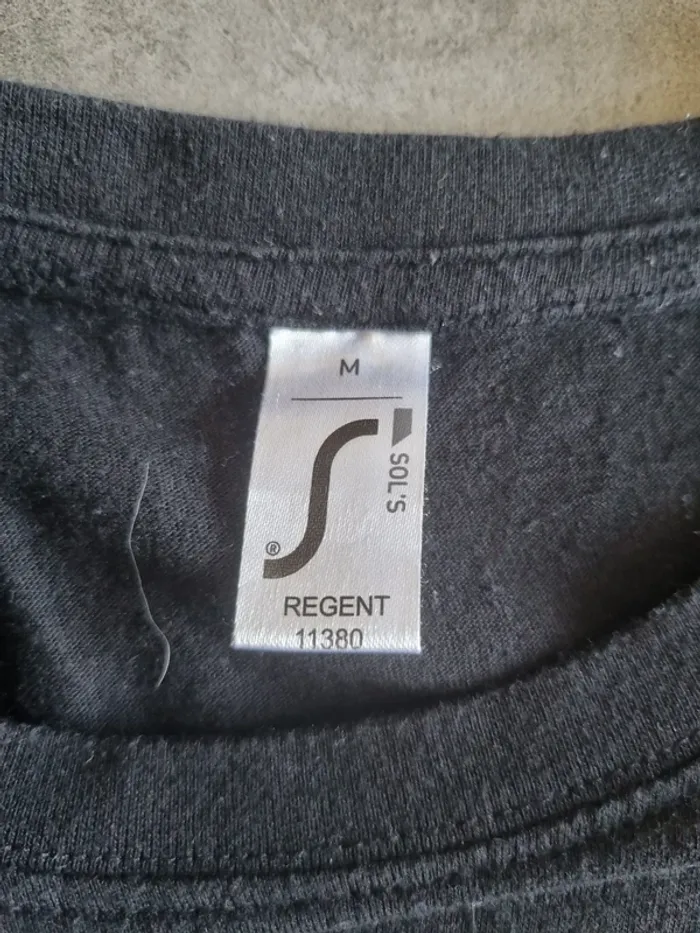 M
SOL'S
®
REGENT
11380